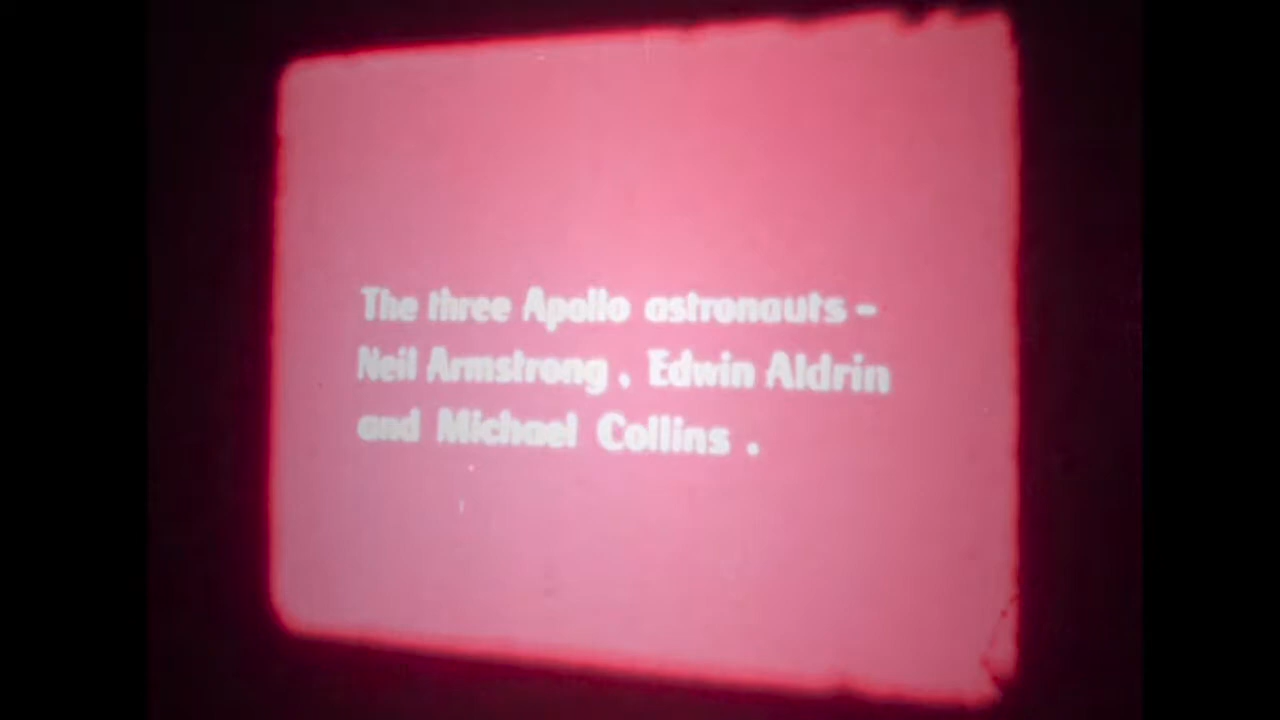 The three Apollo astronauts -
Neil Armstrong , Edwin Aldrin
and Michael Collins .